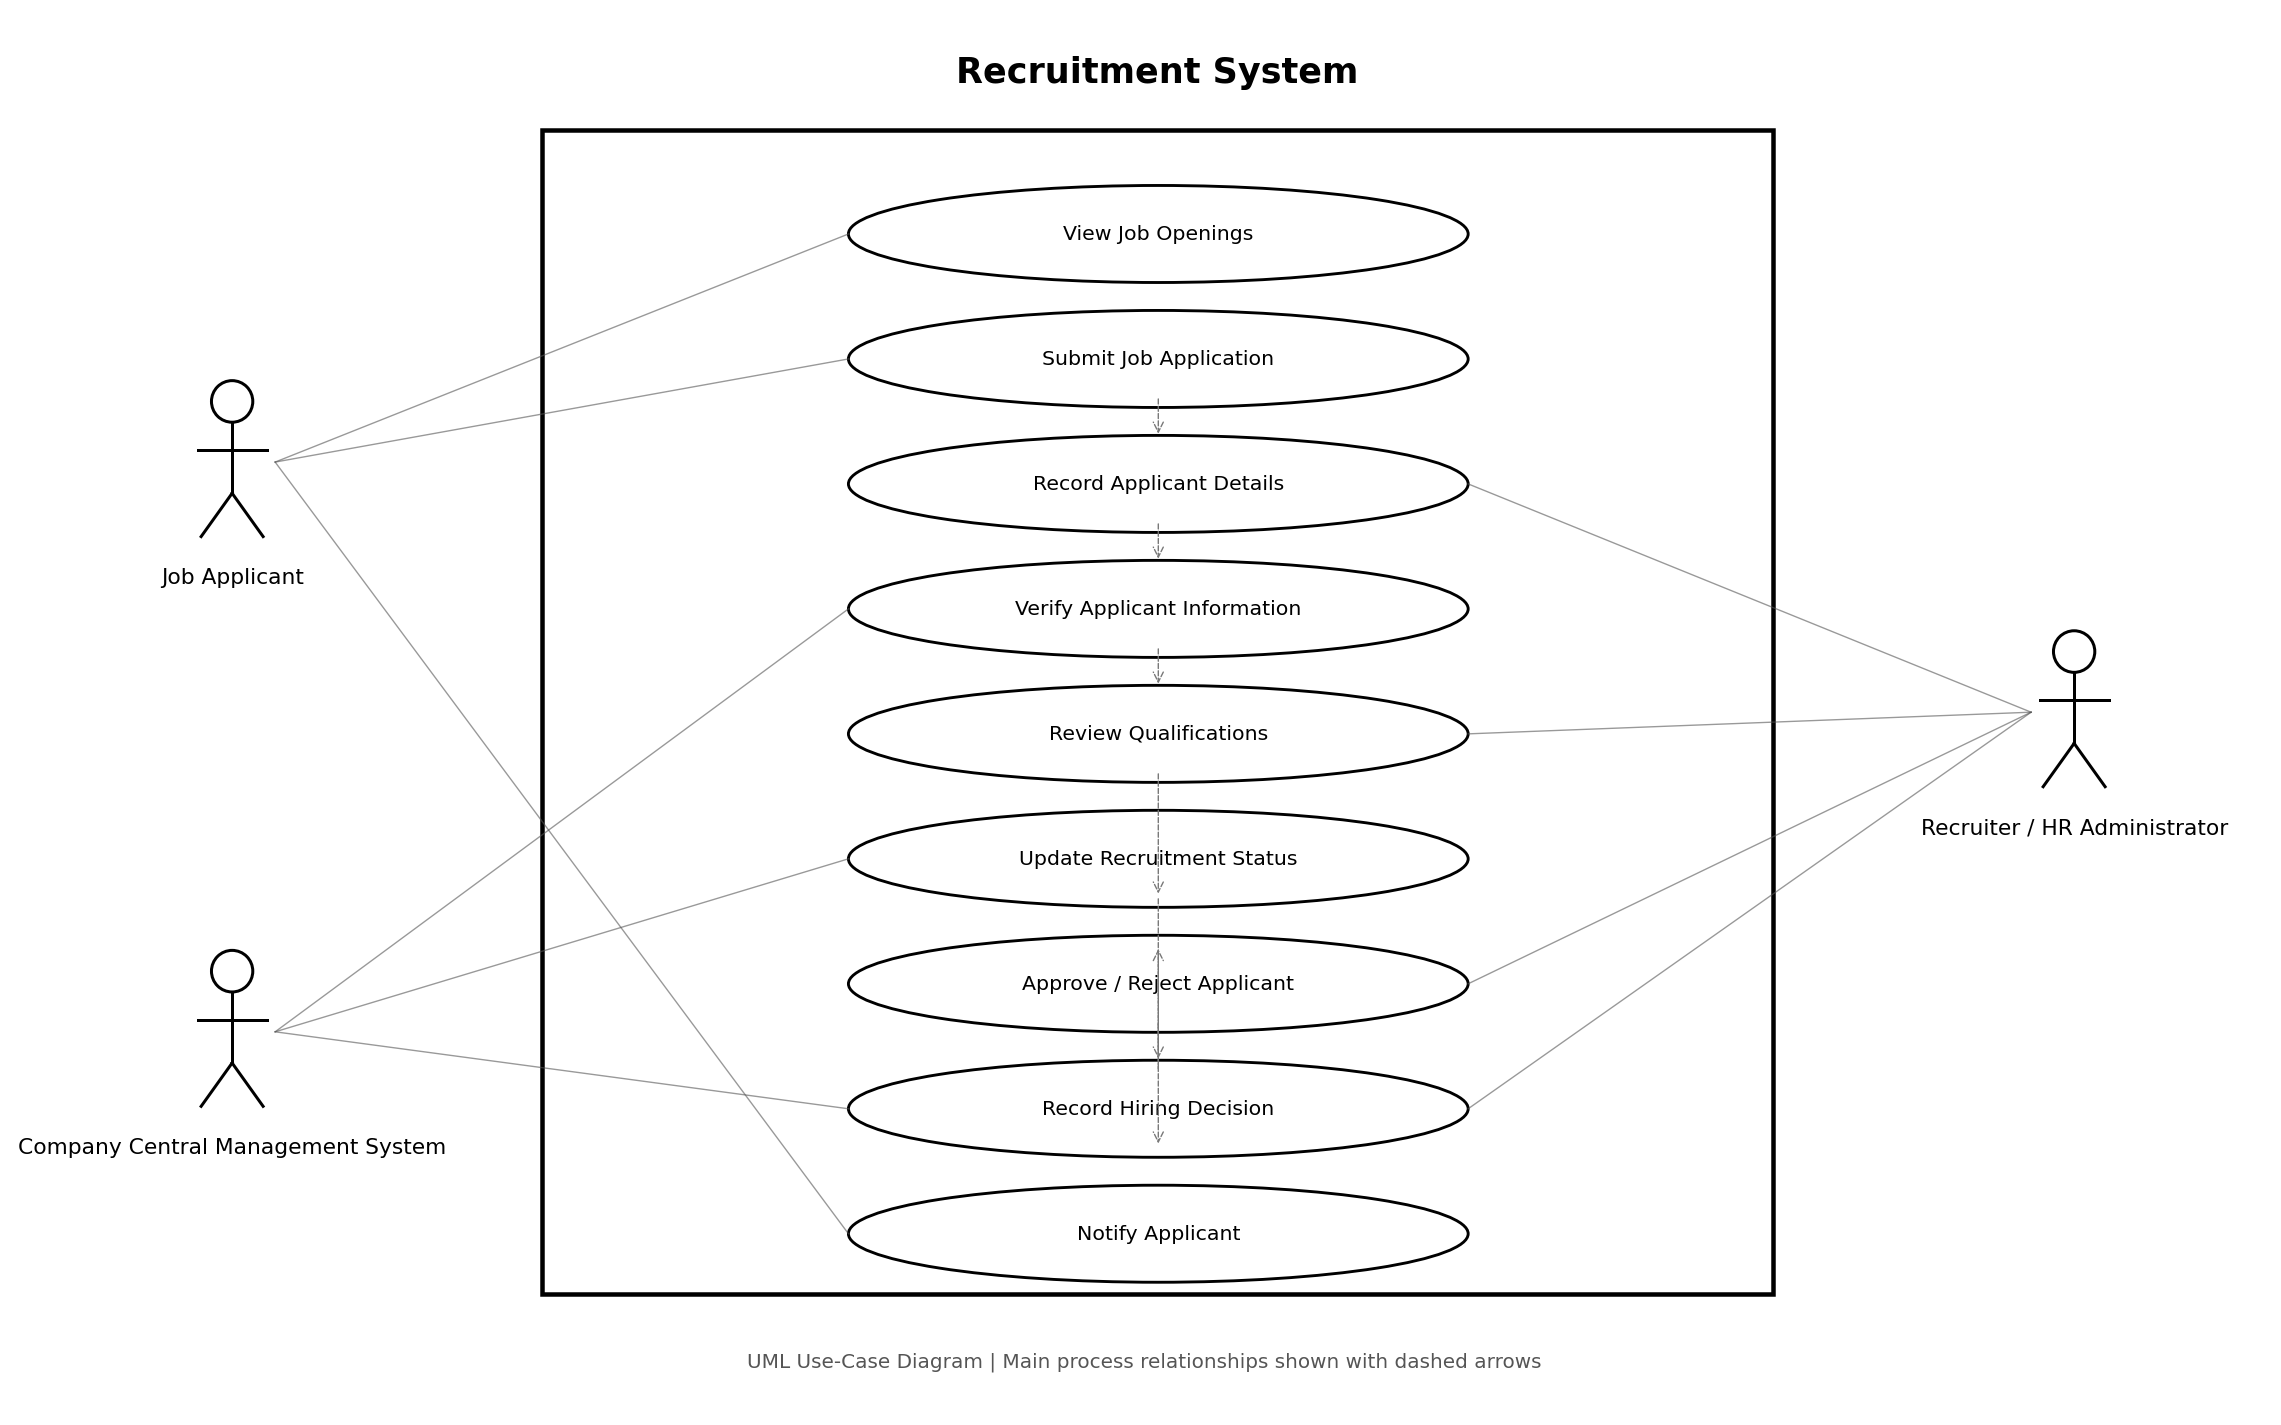 Recruitment System
View Job Openings
Submit Job Application
Record Applicant Details
Job Applicant
Verify Applicant Information
Review Qualifications
Recruiter / HR Administrator
Update Recruitment Status
Approve / Reject Applicant
Record Hiring Decision
Company Central Management System
Notify Applicant
UML Use-Case Diagram | Main process relationships shown with dashed arrows